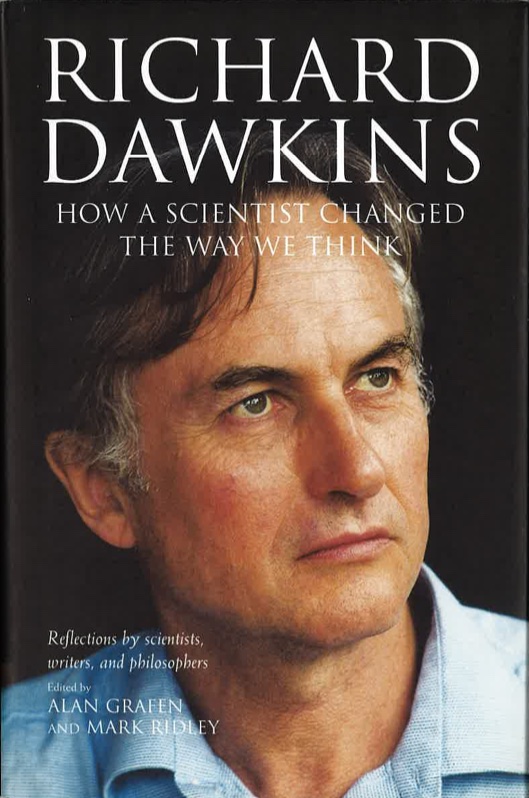 RICHARD
DAWKINS
HOW A SCIENTIST CHANGED
THE WAY WE THINK
Reflections by scientists,
writers, and philosophers
Edited by
ALAN GRAFEN
AND MARK RIDLEY